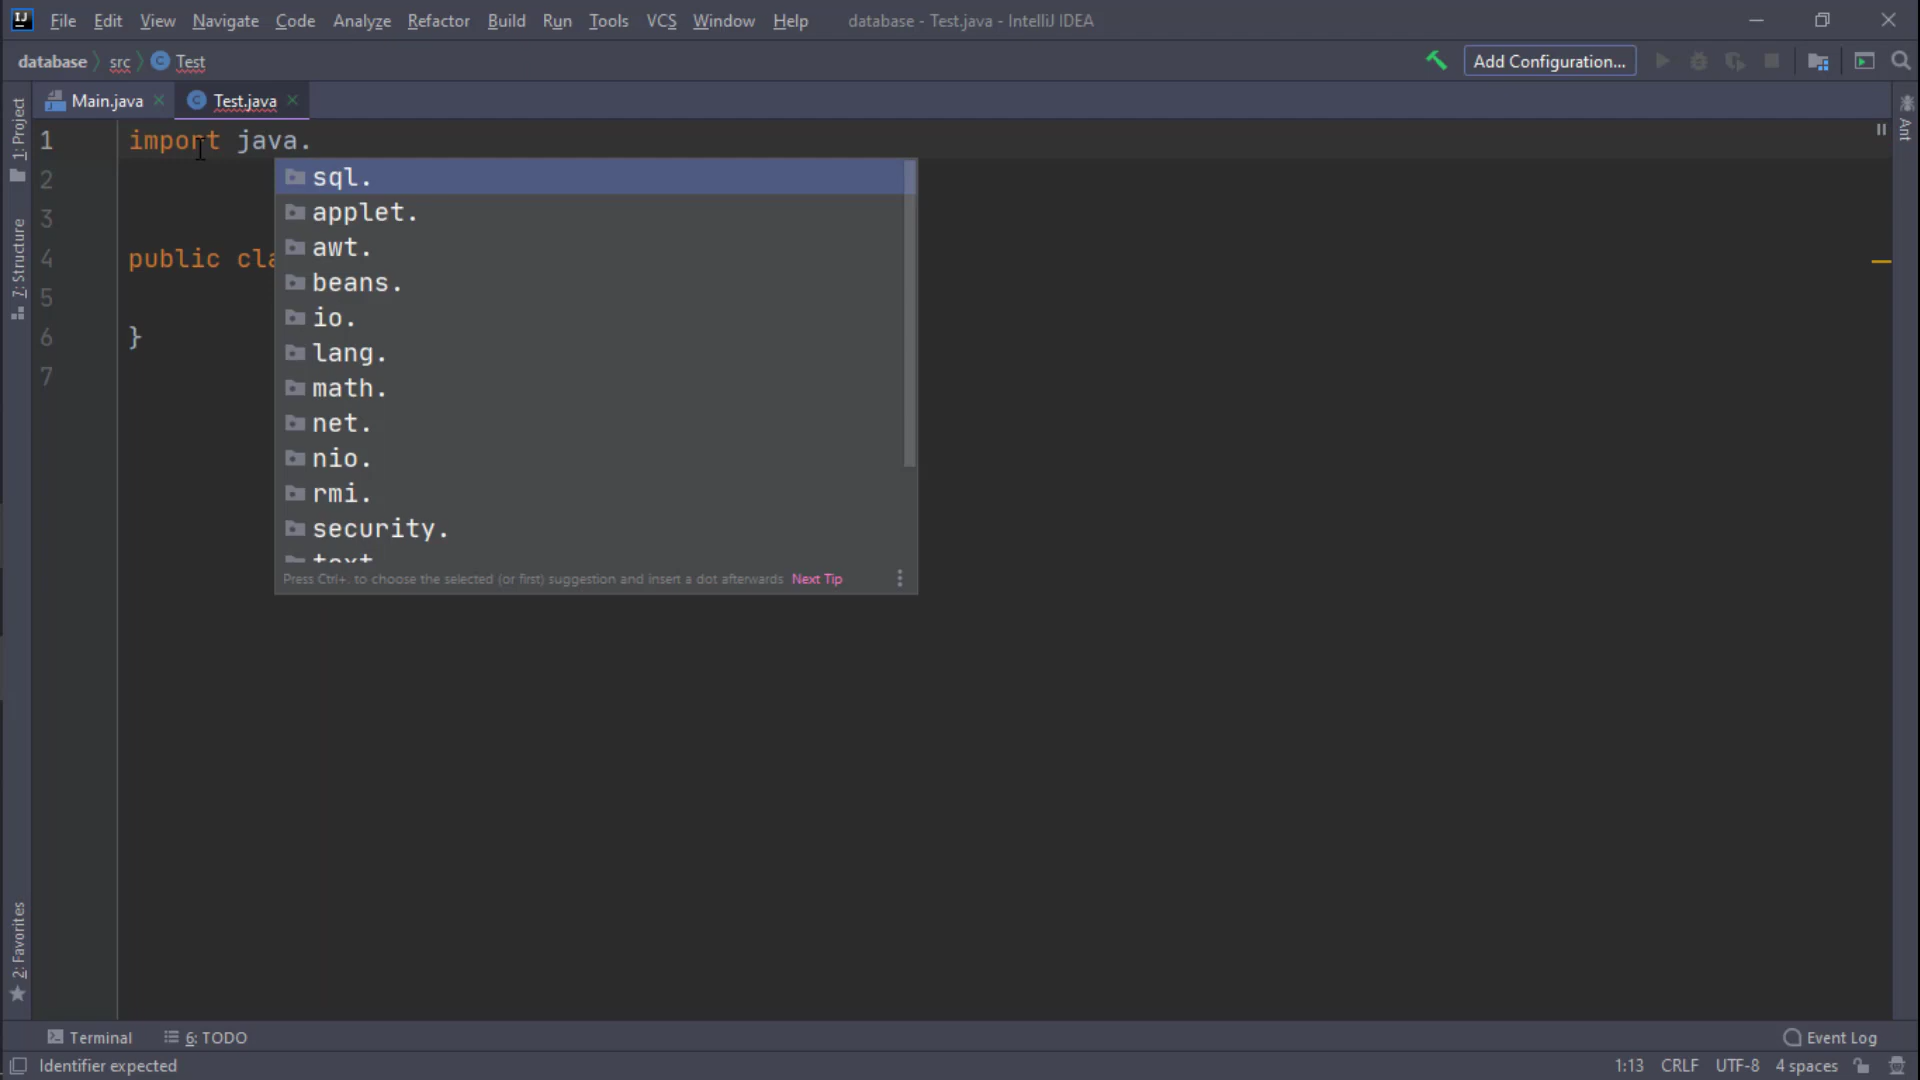 IJ File Edit View Navigate Code Analyze Refactor Build Run Tools VCS Window Help database - Test.java - IntelliJ IDEA
database src C Test Add Configuration...
Main.java C Test.java
1: Project
7: Structure
2: Favorites
Ant
1 import java.
2
3
4 public cla
5
6 }
7
sql.
applet.
awt.
beans.
io.
lang.
math.
net.
nio.
rmi.
security.
text
Press Ctrl+. to choose the selected (or first) suggestion and insert a dot afterwards Next Tip
Terminal 6: TODO Event Log
Identifier expected 1:13 CRLF UTF-8 4 spaces